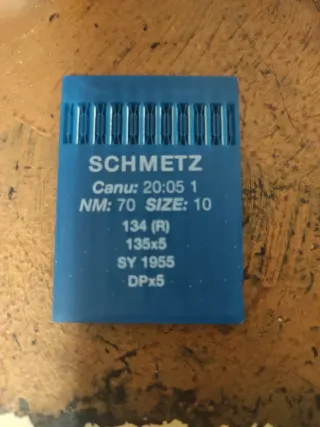 SCHMETZ
Canu: 20:05 1
NM: 70 SIZE: 10
134 (R)
135x5
SY 1955
DPx5